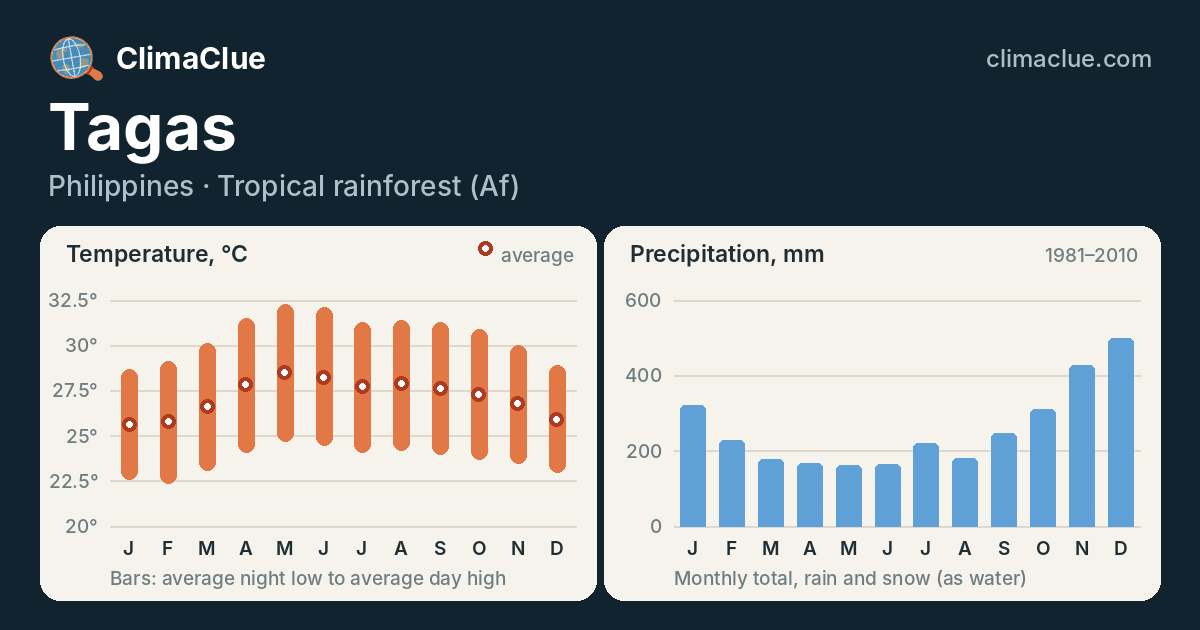 ClimaClue
climaclue.com
Tagas
Philippines · Tropical rainforest (Af)
Temperature, °C
average
32.5°
30°
27.5°
25°
22.5°
20°
J F M A M J J A S O N D
Bars: average night low to average day high
Precipitation, mm
1981–2010
600
400
200
0
J F M A M J J A S O N D
Monthly total, rain and snow (as water)